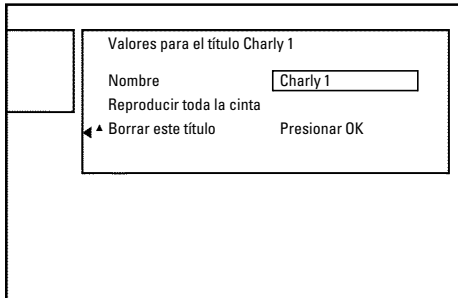 Valores para el título Charly 1
Nombre Charly 1
Reproducir toda la cinta
Borrar este título Presionar OK